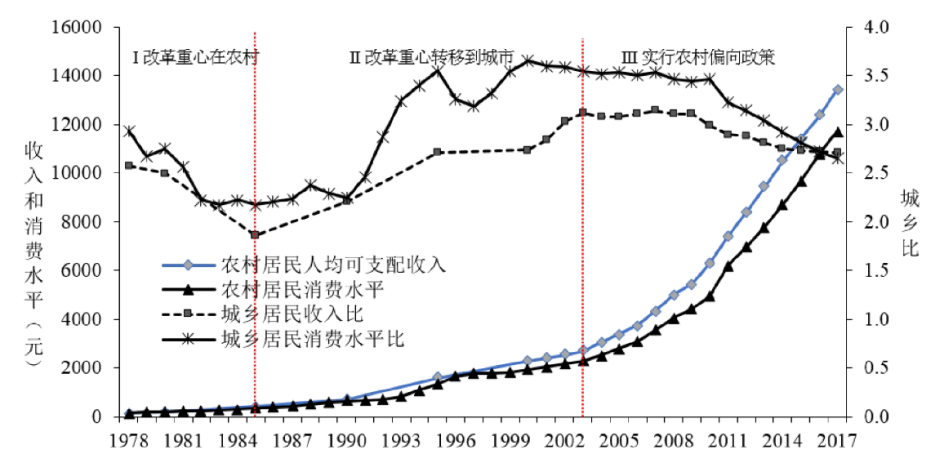 16000
14000
12000
10000
8000
6000
4000
2000
0
收入和消费水平（元）
4.0
3.5
3.0
2.5
2.0
1.5
1.0
0.5
0.0
城乡比
Ⅰ 改革重心在农村
Ⅱ 改革重心转移到城市
Ⅲ 实行农村偏向政策
农村居民人均可支配收入
农村居民消费水平
城乡居民收入比
城乡居民消费水平比
1978 1981 1984 1987 1990 1993 1996 1999 2002 2005 2008 2011 2014 2017